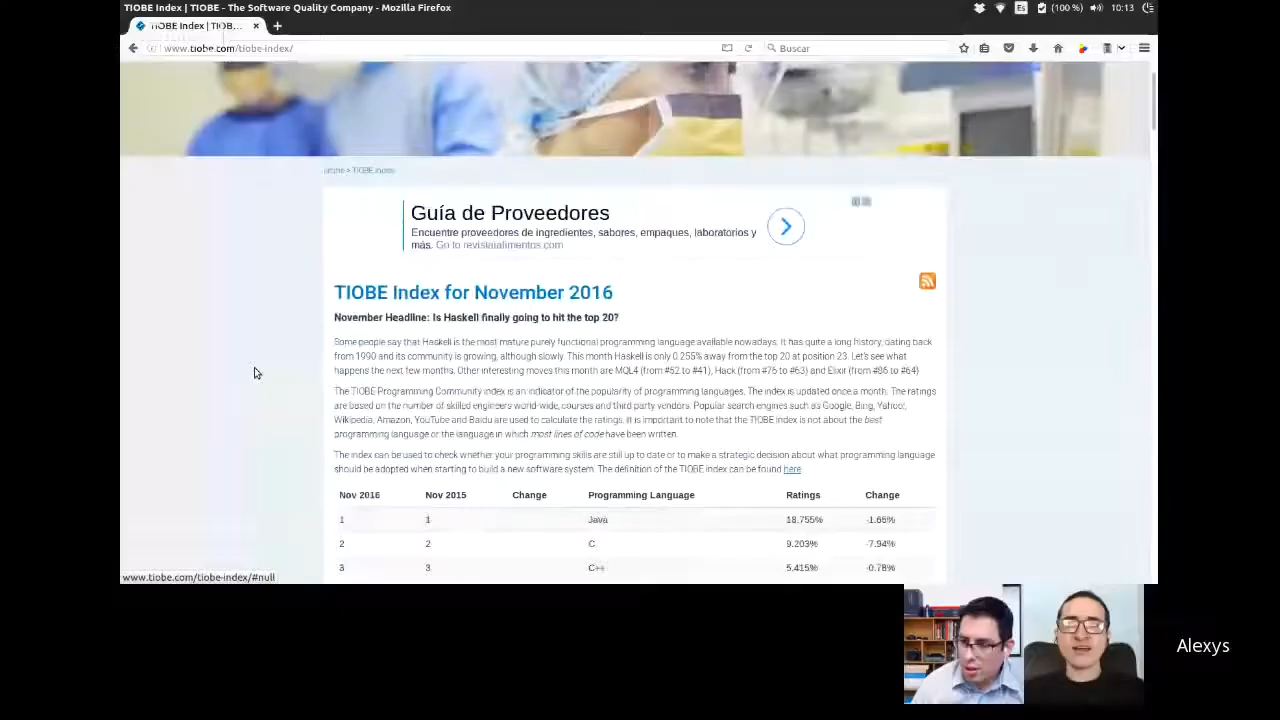 TIOBE Index | TIOBE - The Software Quality Company - Mozilla Firefox
Es (100 %) 10:13
TIOBE Index | TIOB...
www.tiobe.com/tiobe-index/ Buscar
Home » TIOBE Index
Guía de Proveedores
Encuentre proveedores de ingredientes, sabores, empaques, laboratorios y
más. Go to revistaialimentos.com
TIOBE Index for November 2016
November Headline: Is Haskell finally going to hit the top 20?
Some people say that Haskell is the most mature purely functional programming language available nowadays. It has quite a long history, dating back
from 1990 and its community is growing, although slowly. This month Haskell is only 0.255% away from the top 20 at position 23. Let's see what
happens the next few months. Other interesting moves this month are MQL4 (from #52 to #41), Hack (from #76 to #63) and Elixir (from #86 to #64)
The TIOBE Programming Community index is an indicator of the popularity of programming languages. The index is updated once a month. The ratings
are based on the number of skilled engineers world-wide, courses and third party vendors. Popular search engines such as Google, Bing, Yahoo!,
Wikipedia, Amazon, YouTube and Baidu are used to calculate the ratings. It is important to note that the TIOBE index is not about the best
programming language or the language in which most lines of code have been written.
The index can be used to check whether your programming skills are still up to date or to make a strategic decision about what programming language
should be adopted when starting to build a new software system. The definition of the TIOBE index can be found here
Nov 2016 Nov 2015 Change Programming Language Ratings Change
1 1 Java 18.755% -1.65%
2 2 C 9.203% -7.94%
3 3 C++ 5.415% -0.78%
www.tiobe.com/tiobe-index/#null
Alexys